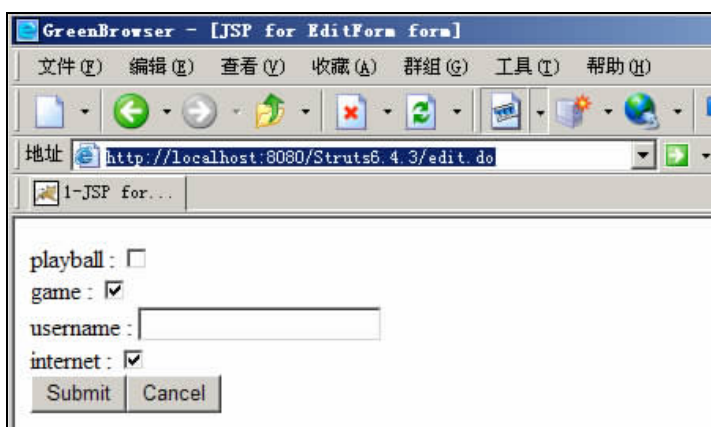 GreenBrowser - [JSP for EditForm form]
文件(F) 编辑(E) 查看(V) 收藏(A) 群组(G) 工具(T) 帮助(H)
地址 http://localhost:8080/Struts6.4.3/edit.do
1-JSP for...
playball :
game :
username :
internet :
Submit Cancel